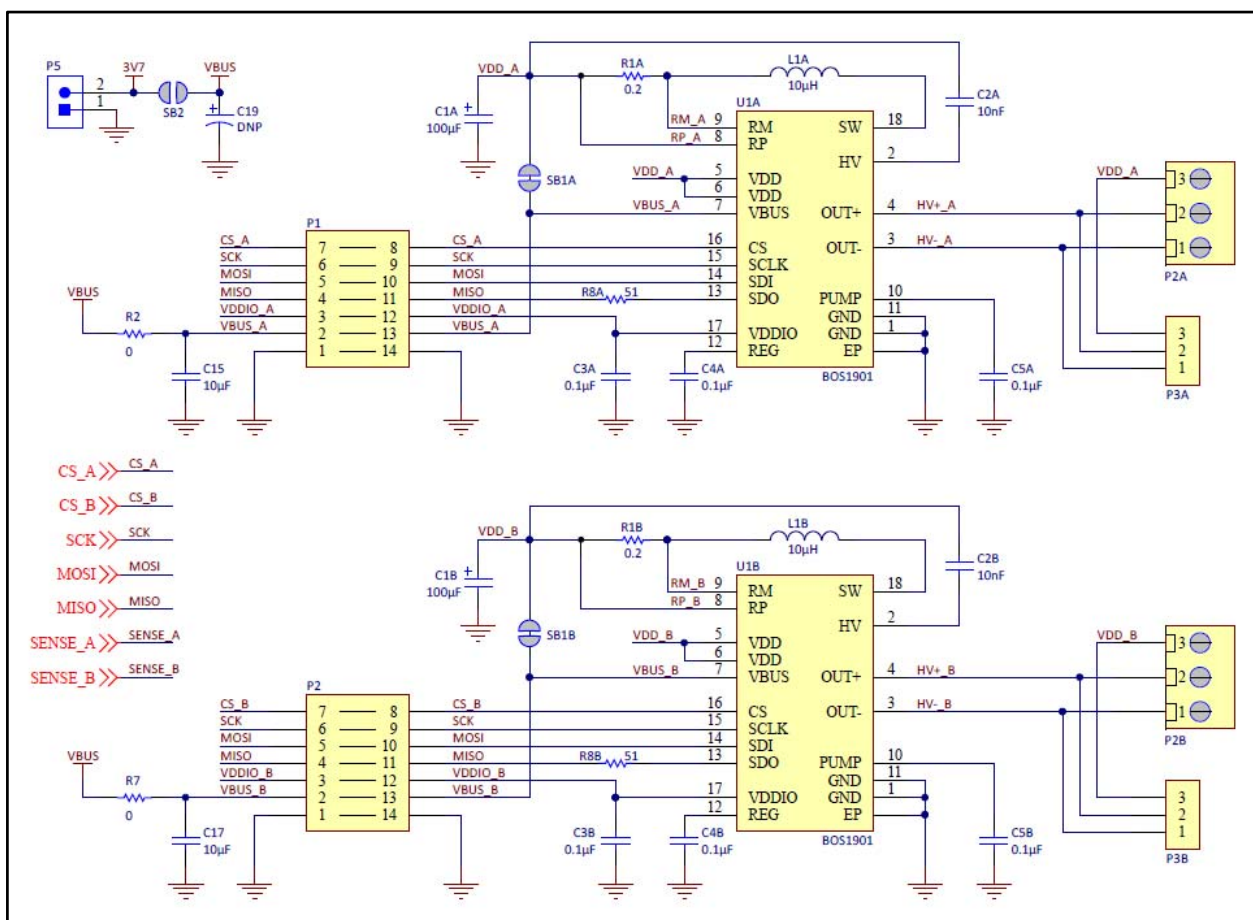 P5
2
1
3V7
SB2
VBUS
C19
DNP
VDD_A
C1A
100µF
R1A
0.2
L1A
10µH
C2A
10nF
U1A
RM_A 9 RM SW 18
RP_A 8 RP
HV 2
SB1A
VDD_A 5 VDD
6 VDD
VBUS_A 7 VBUS OUT+ 4 HV+_A
VDD_A 3
2
1
P2A
P1
CS_A 7 8 CS_A 16 CS OUT- 3 HV-_A
SCK 6 9 SCK 15 SCLK
MOSI 5 10 MOSI 14 SDI
MISO 4 11 MISO R8A 51 13 SDO PUMP 10
VDDIO_A 3 12 VDDIO_A GND 11
VBUS R2 0 VBUS_A 2 13 VBUS_A 17 VDDIO GND 1
1 14 12 REG EP
BOS1901
3
2
1
P3A
C15
10µF
C3A
0.1µF
C4A
0.1µF
C5A
0.1µF
CS_A CS_A
CS_B CS_B
SCK SCK
MOSI MOSI
MISO MISO
SENSE_A SENSE_A
SENSE_B SENSE_B
VDD_B
C1B
100µF
R1B
0.2
L1B
10µH
C2B
10nF
U1B
RM_B 9 RM SW 18
RP_B 8 RP
HV 2
SB1B
VDD_B 5 VDD
6 VDD
VBUS_B 7 VBUS OUT+ 4 HV+_B
VDD_B 3
2
1
P2B
P2
CS_B 7 8 CS_B 16 CS OUT- 3 HV-_B
SCK 6 9 SCK 15 SCLK
MOSI 5 10 MOSI 14 SDI
MISO 4 11 MISO R8B 51 13 SDO PUMP 10
VDDIO_B 3 12 VDDIO_B GND 11
VBUS R7 0 VBUS_B 2 13 VBUS_B 17 VDDIO GND 1
1 14 12 REG EP
BOS1901
3
2
1
P3B
C17
10µF
C3B
0.1µF
C4B
0.1µF
C5B
0.1µF